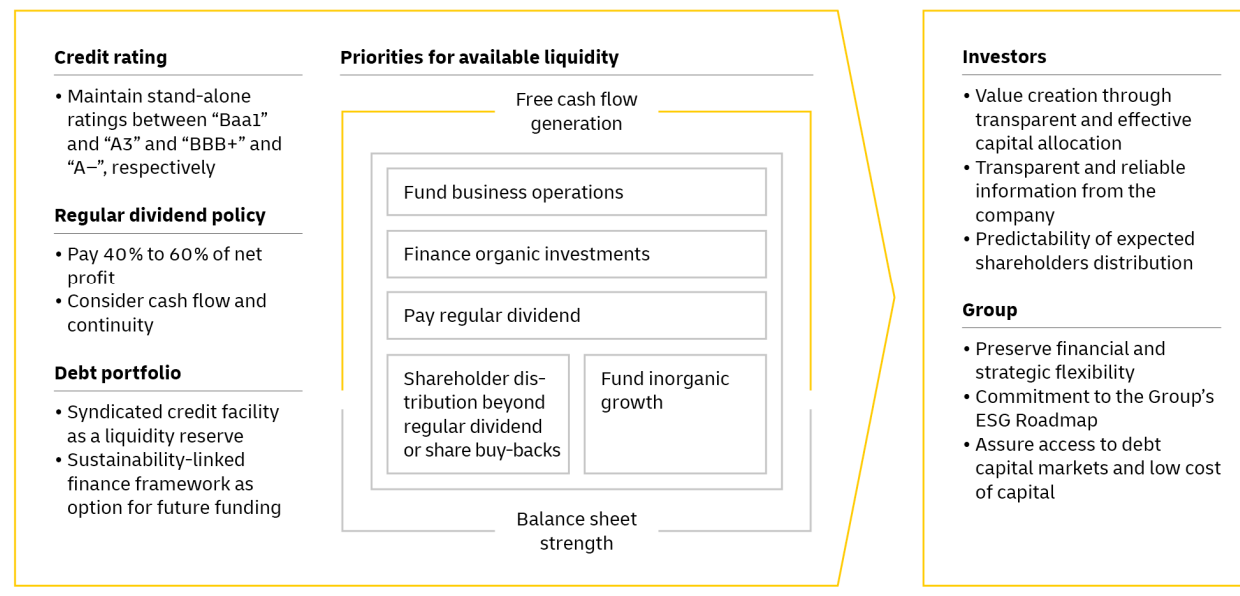 Credit rating
• Maintain stand-alone
ratings between “Baa1”
and “A3” and “BBB+” and
“A–”, respectively
Regular dividend policy
• Pay 40% to 60% of net
profit
• Consider cash flow and
continuity
Debt portfolio
• Syndicated credit facility
as a liquidity reserve
• Sustainability-linked
finance framework as
option for future funding
Priorities for available liquidity
Free cash flow
generation
Fund business operations
Finance organic investments
Pay regular dividend
Shareholder dis-
tribution beyond
regular dividend
or share buy-backs
Fund inorganic
growth
Balance sheet
strength
Investors
• Value creation through
transparent and effective
capital allocation
• Transparent and reliable
information from the
company
• Predictability of expected
shareholders distribution
Group
• Preserve financial and
strategic flexibility
• Commitment to the Group’s
ESG Roadmap
• Assure access to debt
capital markets and low cost
of capital